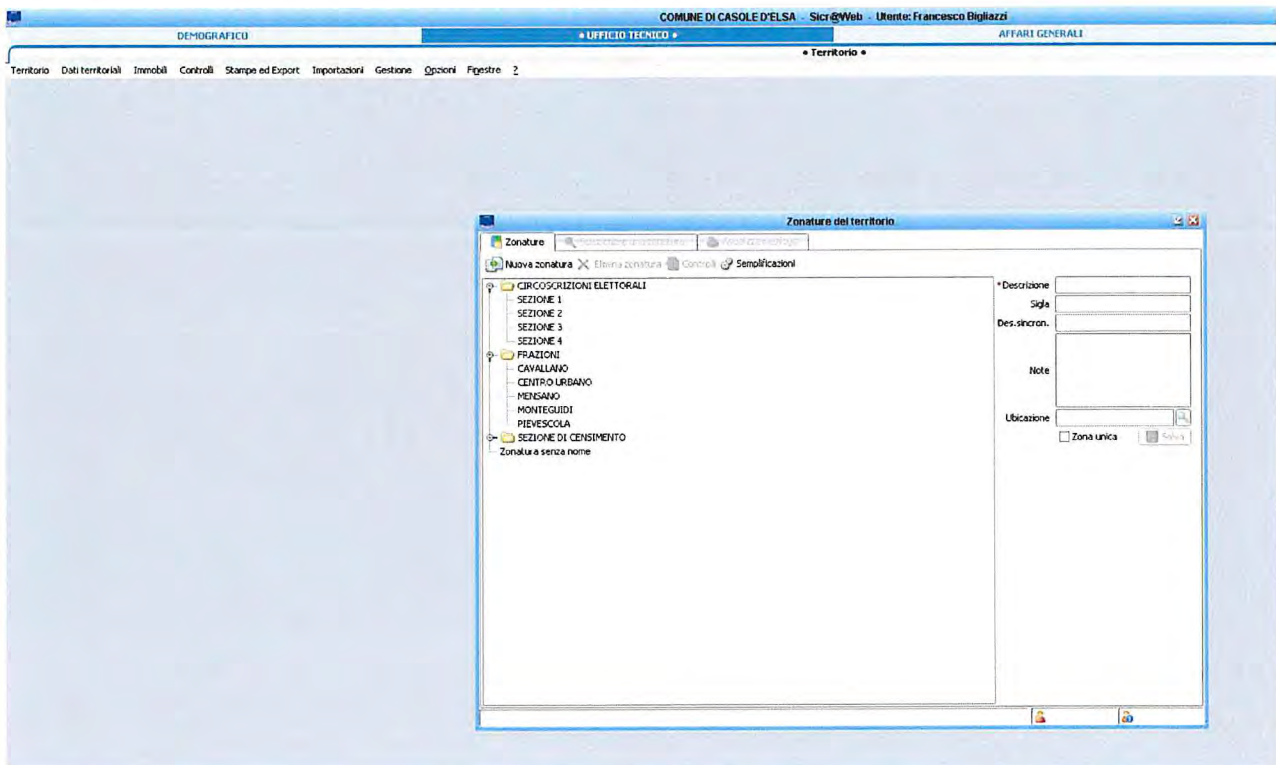 COMUNE DI CASOLE D'ELSA - Sicr@Web - Utente: Francesco Bigliazzi
DEMOGRAFICO • UFFICIO TECNICO • AFFARI GENERALI
• Territorio •
Territorio Dati territoriali Immobili Controlli Stampe ed Export Importazioni Gestione Opzioni Finestre ?
Zonature del territorio
Zonature
Nuova zonatura Elimina zonatura Controlli Semplificazioni
CIRCOSCRIZIONI ELETTORALI
SEZIONE 1
SEZIONE 2
SEZIONE 3
SEZIONE 4
FRAZIONI
CAVALLANO
CENTRO URBANO
MENSANO
MONTEGUIDI
PIEVESCOLA
SEZIONE DI CENSIMENTO
Zonatura senza nome
* Descrizione
Sigla
Des.sincron.
Note
Ubicazione
Zona unica Salva